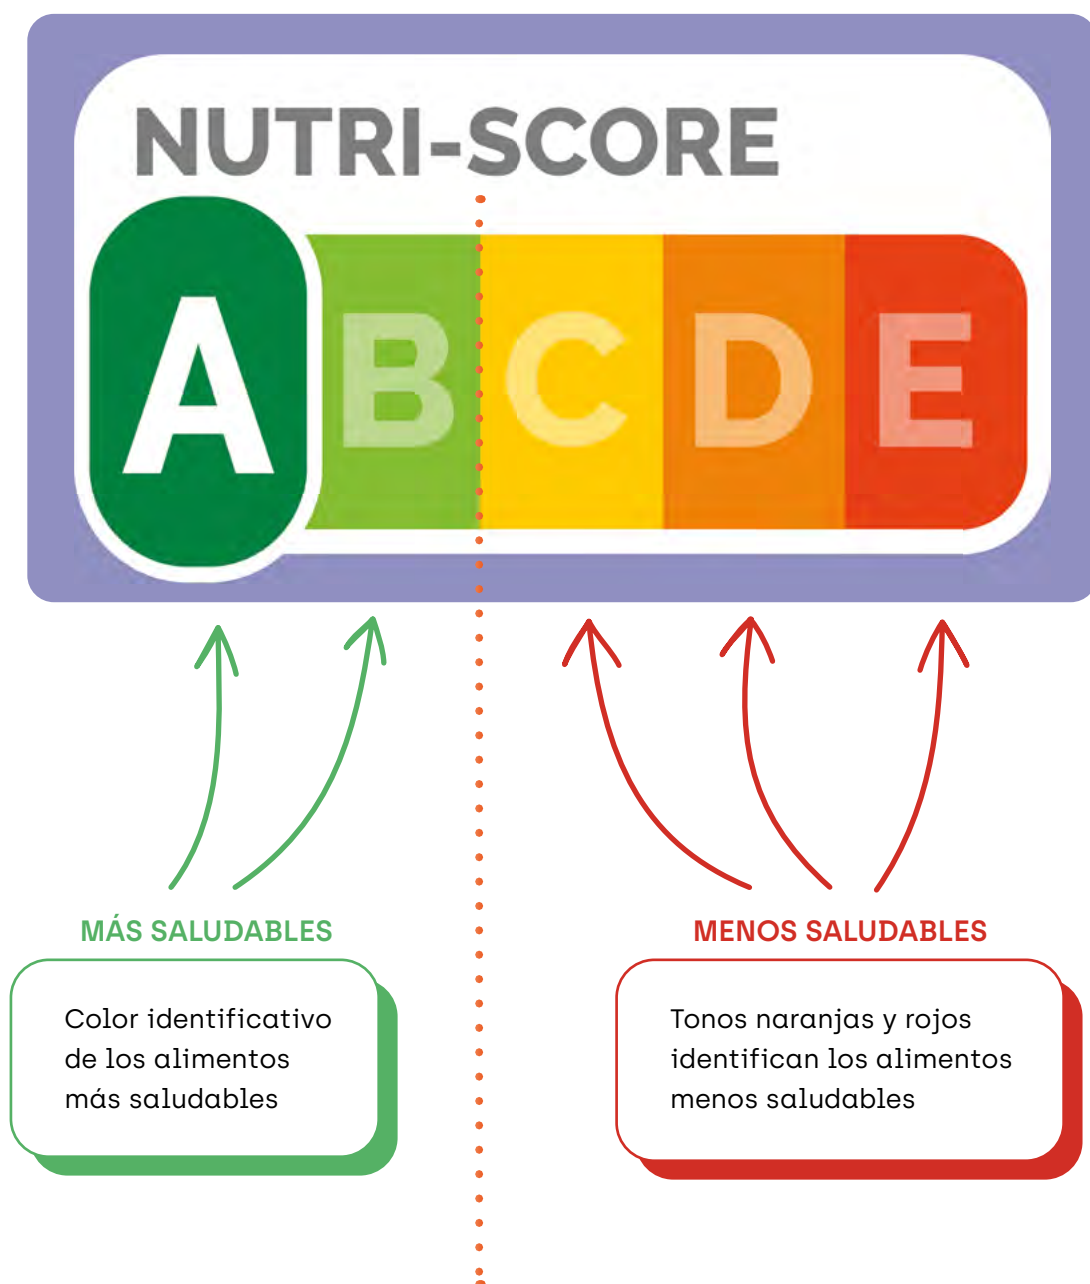 NUTRI-SCORE
A B C D E
MÁS SALUDABLES
Color identificativo
de los alimentos
más saludables
MENOS SALUDABLES
Tonos naranjas y rojos
identifican los alimentos
menos saludables